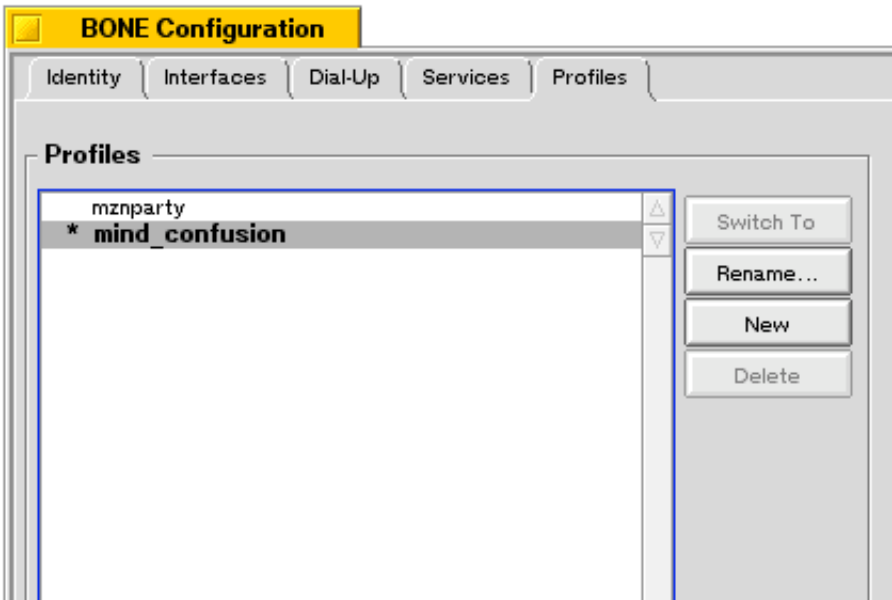 BONE Configuration
Identity Interfaces Dial-Up Services Profiles
Profiles
mznparty
* mind_confusion
Switch To
Rename...
New
Delete